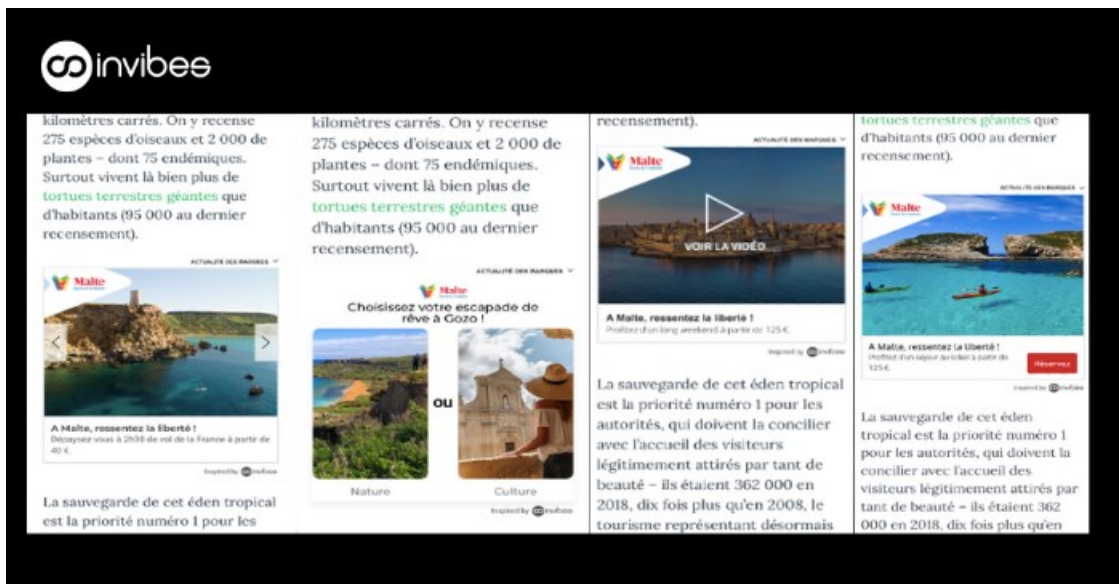 invibes
kilomètres carrés. On y recense
275 espèces d'oiseaux et 2 000 de
plantes – dont 75 endémiques.
Surtout vivent là bien plus de
tortues terrestres géantes que
d'habitants (95 000 au dernier
recensement).
ACTUALITÉ DES MARQUES
Malte
A Malte, ressentez la liberté !
Dépaysez vous à 2h30 de vol de la France à partir de
40 €.
Inspired by invibes
La sauvegarde de cet éden tropical
est la priorité numéro 1 pour les
kilomètres carrés. On y recense
275 espèces d'oiseaux et 2 000 de
plantes – dont 75 endémiques.
Surtout vivent là bien plus de
tortues terrestres géantes que
d'habitants (95 000 au dernier
recensement).
ACTUALITÉ DES MARQUES
Malte
Choisissez votre escapade de
rêve à Gozo !
ou
Nature
Culture
Inspired by invibes
recensement).
ACTUALITÉ DES MARQUES
Malte
VOIR LA VIDÉO
A Malte, ressentez la liberté !
Profitez d'un long weekend à partir de 125 €.
Inspired by invibes
La sauvegarde de cet éden tropical
est la priorité numéro 1 pour les
autorités, qui doivent la concilier
avec l'accueil des visiteurs
légitimement attirés par tant de
beauté – ils étaient 362 000 en
2018, dix fois plus qu'en 2008, le
tourisme représentant désormais
tortues terrestres géantes que
d'habitants (95 000 au dernier
recensement).
ACTUALITÉ DES MARQUES
Malte
A Malte, ressentez la liberté !
Profitez d'un séjour au soleil à partir de
125 €.
Réservez
Inspired by invibes
La sauvegarde de cet éden
tropical est la priorité numéro 1
pour les autorités, qui doivent la
concilier avec l'accueil des
visiteurs légitimement attirés par
tant de beauté – ils étaient 362
000 en 2018, dix fois plus qu'en